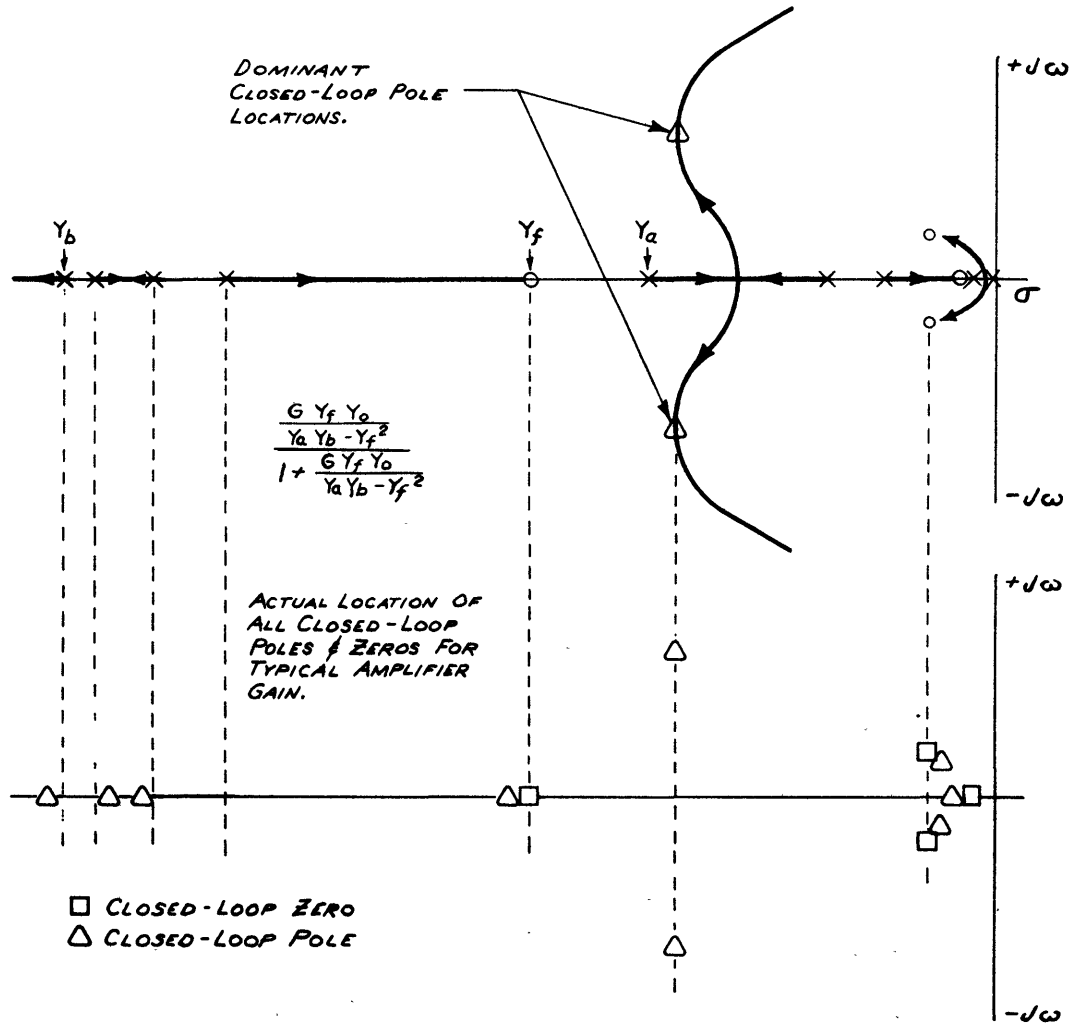 DOMINANT
CLOSED-LOOP POLE
LOCATIONS.
+Jω
Yb
Yf
Ya
σ
G Yf Yo
Ya Yb - Yf²
1 + G Yf Yo
Ya Yb - Yf²
-Jω
+Jω
ACTUAL LOCATION OF
ALL CLOSED-LOOP
POLES & ZEROS FOR
TYPICAL AMPLIFIER
GAIN.
CLOSED-LOOP ZERO
CLOSED-LOOP POLE
-Jω